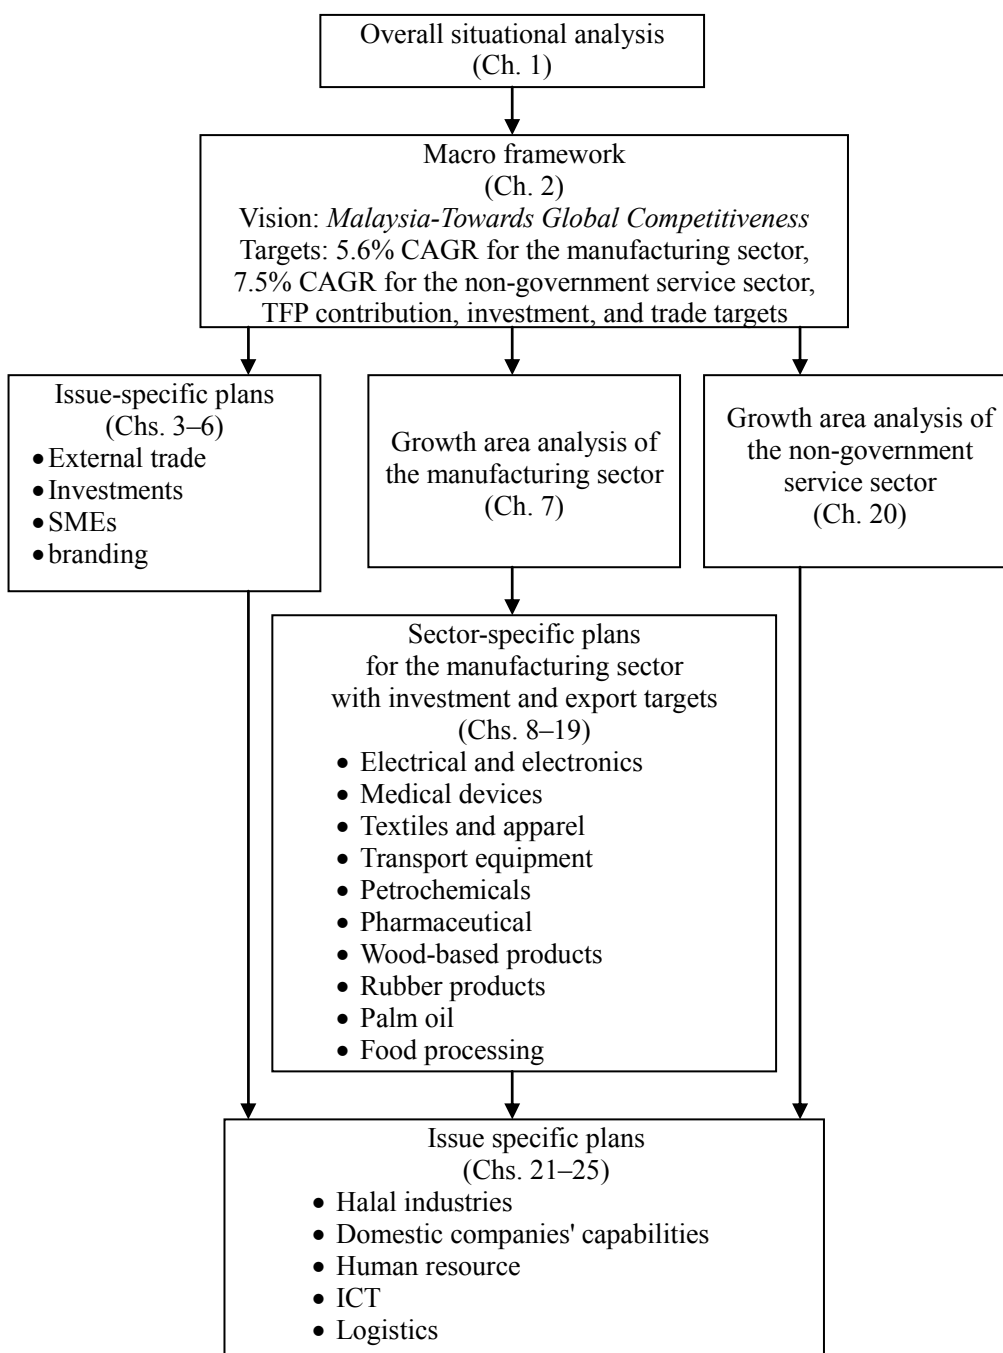 Overall situational analysis
(Ch. 1)
Macro framework
(Ch. 2)
Vision: Malaysia-Towards Global Competitiveness
Targets: 5.6% CAGR for the manufacturing sector,
7.5% CAGR for the non-government service sector,
TFP contribution, investment, and trade targets
Issue-specific plans
(Chs. 3–6)
• External trade
• Investments
• SMEs
• branding
Growth area analysis of
the manufacturing sector
(Ch. 7)
Growth area analysis of
the non-government
service sector
(Ch. 20)
Sector-specific plans
for the manufacturing sector
with investment and export targets
(Chs. 8–19)
• Electrical and electronics
• Medical devices
• Textiles and apparel
• Transport equipment
• Petrochemicals
• Pharmaceutical
• Wood-based products
• Rubber products
• Palm oil
• Food processing
Issue specific plans
(Chs. 21–25)
• Halal industries
• Domestic companies' capabilities
• Human resource
• ICT
• Logistics